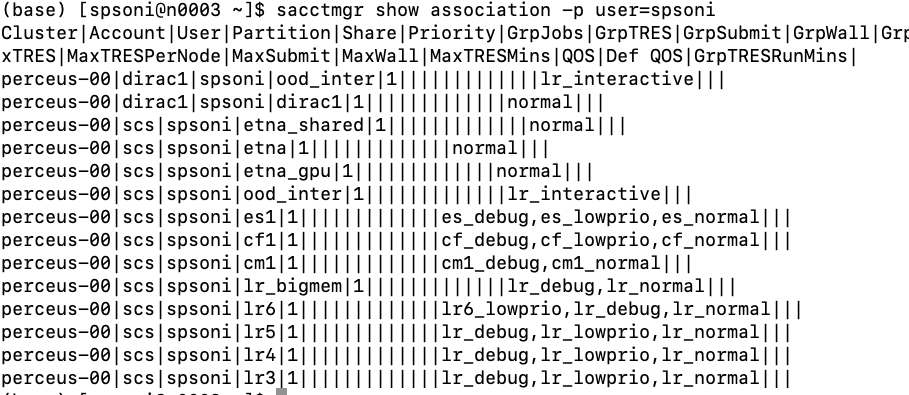 (base) [spsoni@n0003 ~]$ sacctmgr show association -p user=spsoni
Cluster|Account|User|Partition|Share|Priority|GrpJobs|GrpTRES|GrpSubmit|GrpWall|Grp
xTRES|MaxTRESPerNode|MaxSubmit|MaxWall|MaxTRESMins|QOS|Def QOS|GrpTRESRunMins|
perceus-00|dirac1|spsoni|ood_inter|1|||||||||||||lr_interactive|||
perceus-00|dirac1|spsoni|dirac1|1|||||||||||||normal|||
perceus-00|scs|spsoni|etna_shared|1|||||||||||||normal|||
perceus-00|scs|spsoni|etna|1|||||||||||||normal|||
perceus-00|scs|spsoni|etna_gpu|1|||||||||||||normal|||
perceus-00|scs|spsoni|ood_inter|1|||||||||||||lr_interactive|||
perceus-00|scs|spsoni|es1|1|||||||||||||es_debug,es_lowprio,es_normal|||
perceus-00|scs|spsoni|cf1|1|||||||||||||cf_debug,cf_lowprio,cf_normal|||
perceus-00|scs|spsoni|cm1|1|||||||||||||cm1_debug,cm1_normal|||
perceus-00|scs|spsoni|lr_bigmem|1|||||||||||||lr_debug,lr_normal|||
perceus-00|scs|spsoni|lr6|1|||||||||||||lr6_lowprio,lr_debug,lr_normal|||
perceus-00|scs|spsoni|lr5|1|||||||||||||lr_debug,lr_lowprio,lr_normal|||
perceus-00|scs|spsoni|lr4|1|||||||||||||lr_debug,lr_lowprio,lr_normal|||
perceus-00|scs|spsoni|lr3|1|||||||||||||lr_debug,lr_lowprio,lr_normal|||